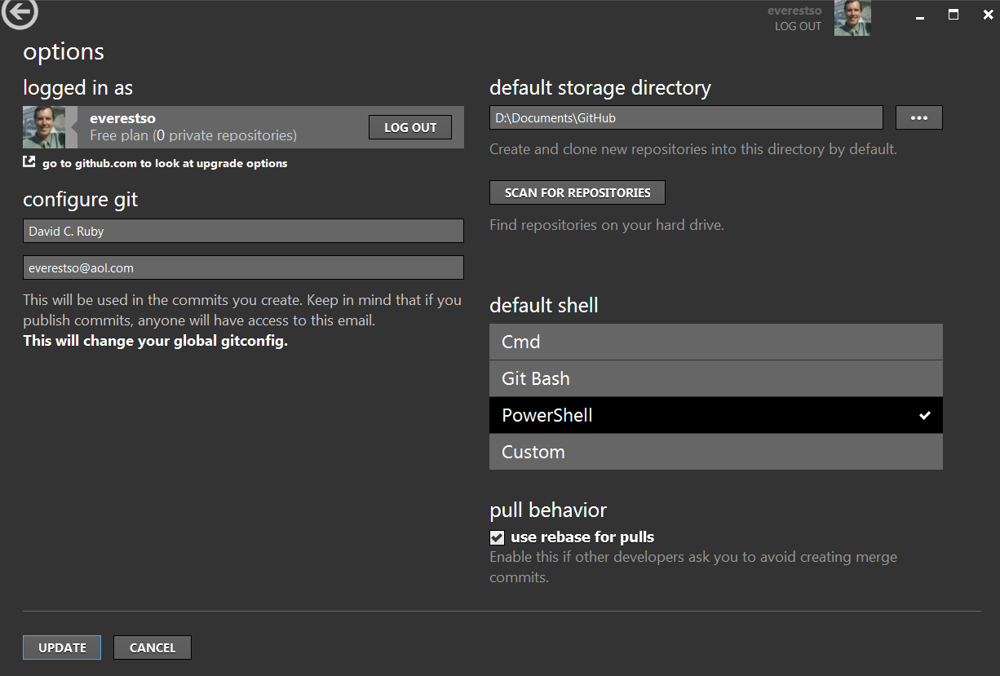 everestso
LOG OUT
options
logged in as
everestso
Free plan (0 private repositories)
LOG OUT
go to github.com to look at upgrade options
configure git
David C. Ruby
everestso@aol.com
This will be used in the commits you create. Keep in mind that if you
publish commits, anyone will have access to this email.
This will change your global gitconfig.
default storage directory
D:\Documents\GitHub
•••
Create and clone new repositories into this directory by default.
SCAN FOR REPOSITORIES
Find repositories on your hard drive.
default shell
Cmd
Git Bash
PowerShell
Custom
pull behavior
use rebase for pulls
Enable this if other developers ask you to avoid creating merge
commits.
UPDATE
CANCEL